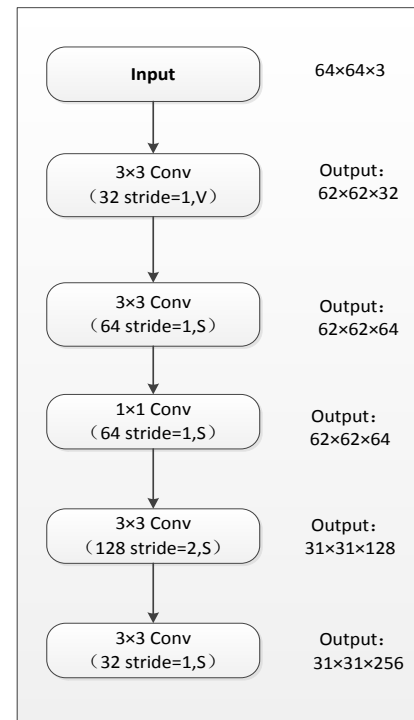 Input
64×64×3
3×3 Conv
（32 stride=1,V）
Output：
62×62×32
3×3 Conv
（64 stride=1,S）
Output：
62×62×64
1×1 Conv
（64 stride=1,S）
Output：
62×62×64
3×3 Conv
（128 stride=2,S）
Output：
31×31×128
3×3 Conv
（32 stride=1,S）
Output：
31×31×256